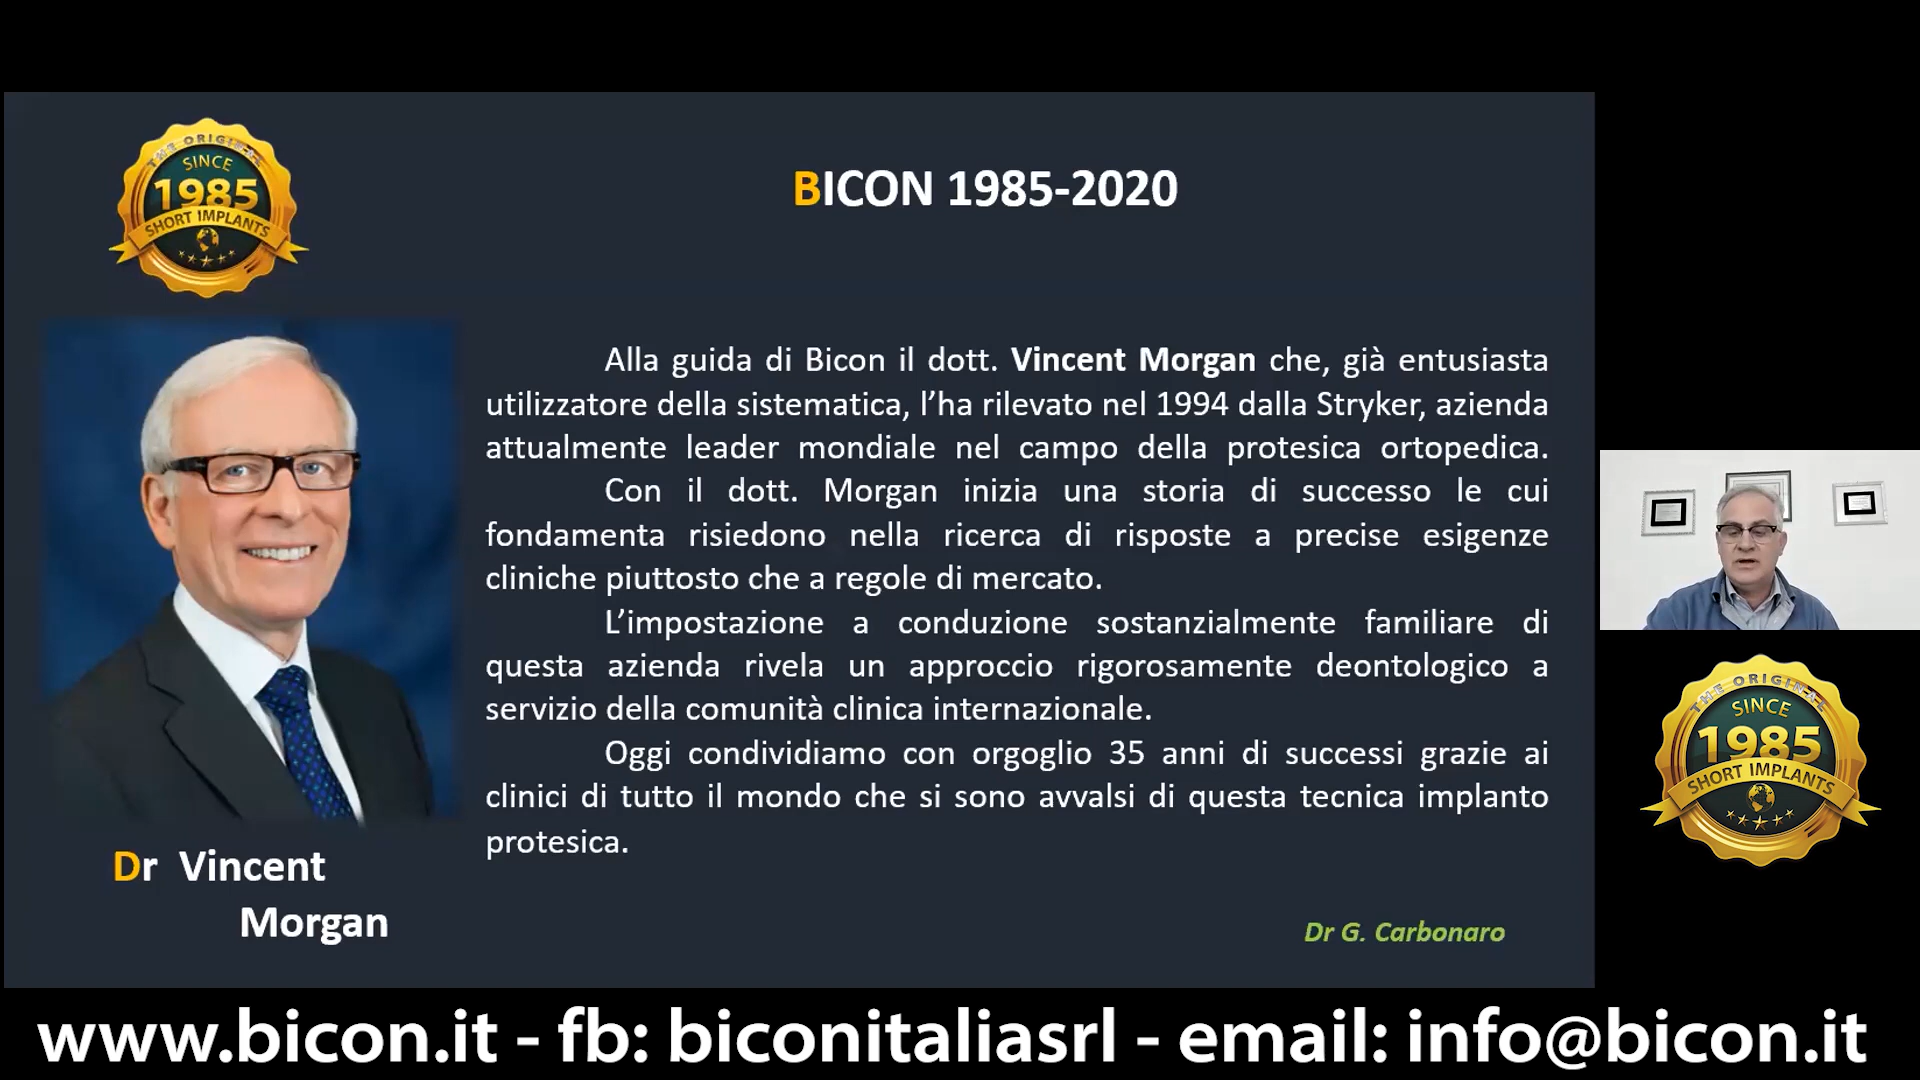 THE ORIGINAL
SINCE
1985
SHORT IMPLANTS
BICON 1985-2020
Alla guida di Bicon il dott. Vincent Morgan che, già entusiasta
utilizzatore della sistematica, l’ha rilevato nel 1994 dalla Stryker, azienda
attualmente leader mondiale nel campo della protesica ortopedica.
Con il dott. Morgan inizia una storia di successo le cui
fondamenta risiedono nella ricerca di risposte a precise esigenze
cliniche piuttosto che a regole di mercato.
L’impostazione a conduzione sostanzialmente familiare di
questa azienda rivela un approccio rigorosamente deontologico a
servizio della comunità clinica internazionale.
Oggi condividiamo con orgoglio 35 anni di successi grazie ai
clinici di tutto il mondo che si sono avvalsi di questa tecnica implanto
protesica.
Dr Vincent
Morgan
Dr G. Carbonaro
THE ORIGINAL
SINCE
1985
SHORT IMPLANTS
www.bicon.it - fb: biconitaliasrl - email: info@bicon.it